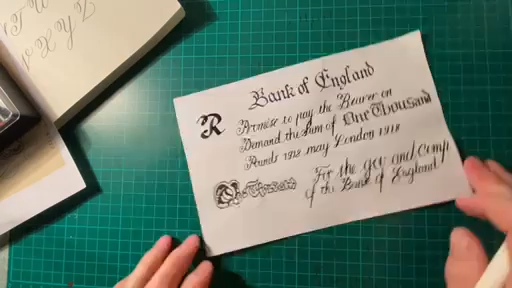 Bank of England
R Promise to pay the Bearer on
Demand the Sum of One Thousand
Pounds 1918 may London 1918
Thousand
For the gov and Comp
of the Bank of England